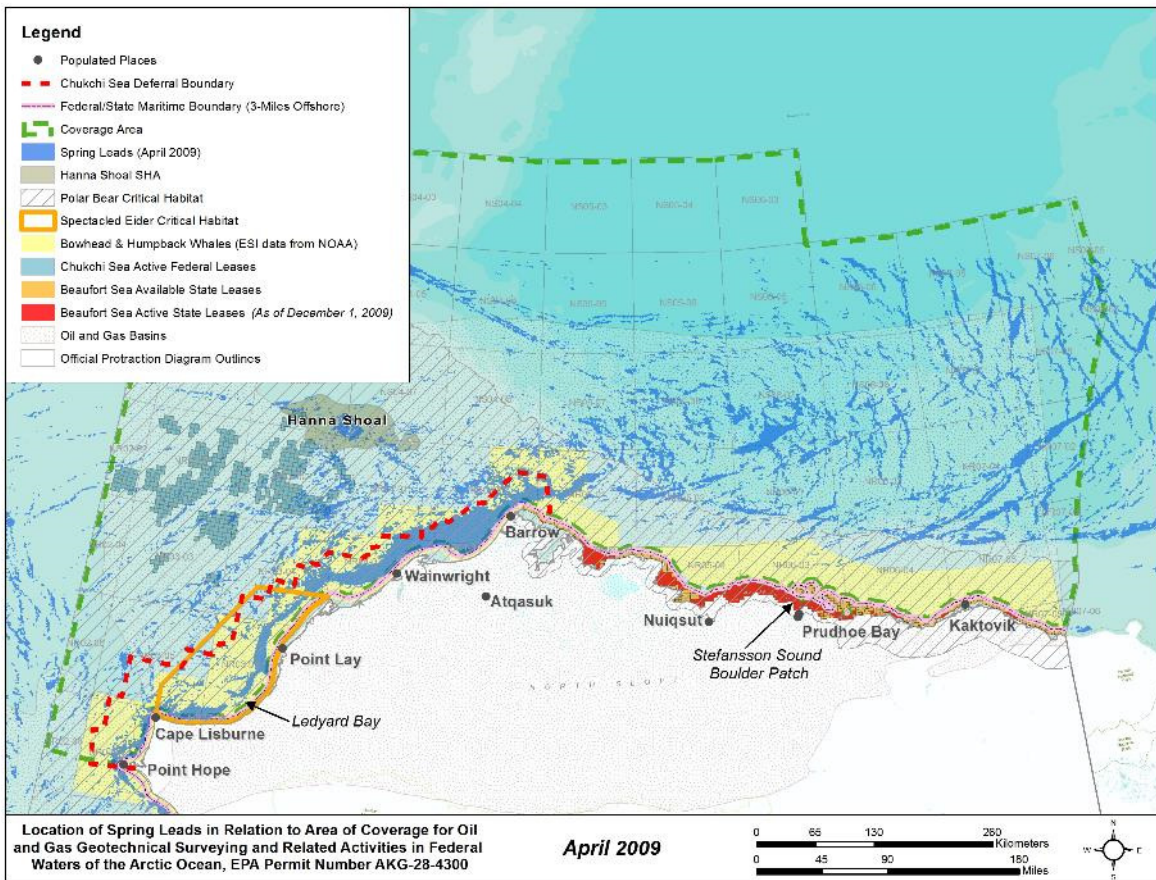 Legend
Populated Places
Chukchi Sea Deferral Boundary
Federal/State Maritime Boundary (3-Miles Offshore)
Coverage Area
Spring Leads (April 2009)
Hanna Shoal SHA
Polar Bear Critical Habitat
Spectacled Eider Critical Habitat
Bowhead & Humpback Whales (ESI data from NOAA)
Chukchi Sea Active Federal Leases
Beaufort Sea Available State Leases
Beaufort Sea Active State Leases (As of December 1, 2009)
Oil and Gas Basins
Official Protraction Diagram Outlines
Hanna Shoal
Barrow
Wainwright
Atqasuk
Nuiqsut
Prudhoe Bay
Kaktovik
Stefansson Sound
Boulder Patch
Point Lay
NORTH SLOPE
Ledyard Bay
Cape Lisburne
Point Hope
Location of Spring Leads in Relation to Area of Coverage for Oil
and Gas Geotechnical Surveying and Related Activities in Federal
Waters of the Arctic Ocean, EPA Permit Number AKG-28-4300
April 2009
0 65 130 260
Kilometers
0 45 90 180
Miles
N
W E
S